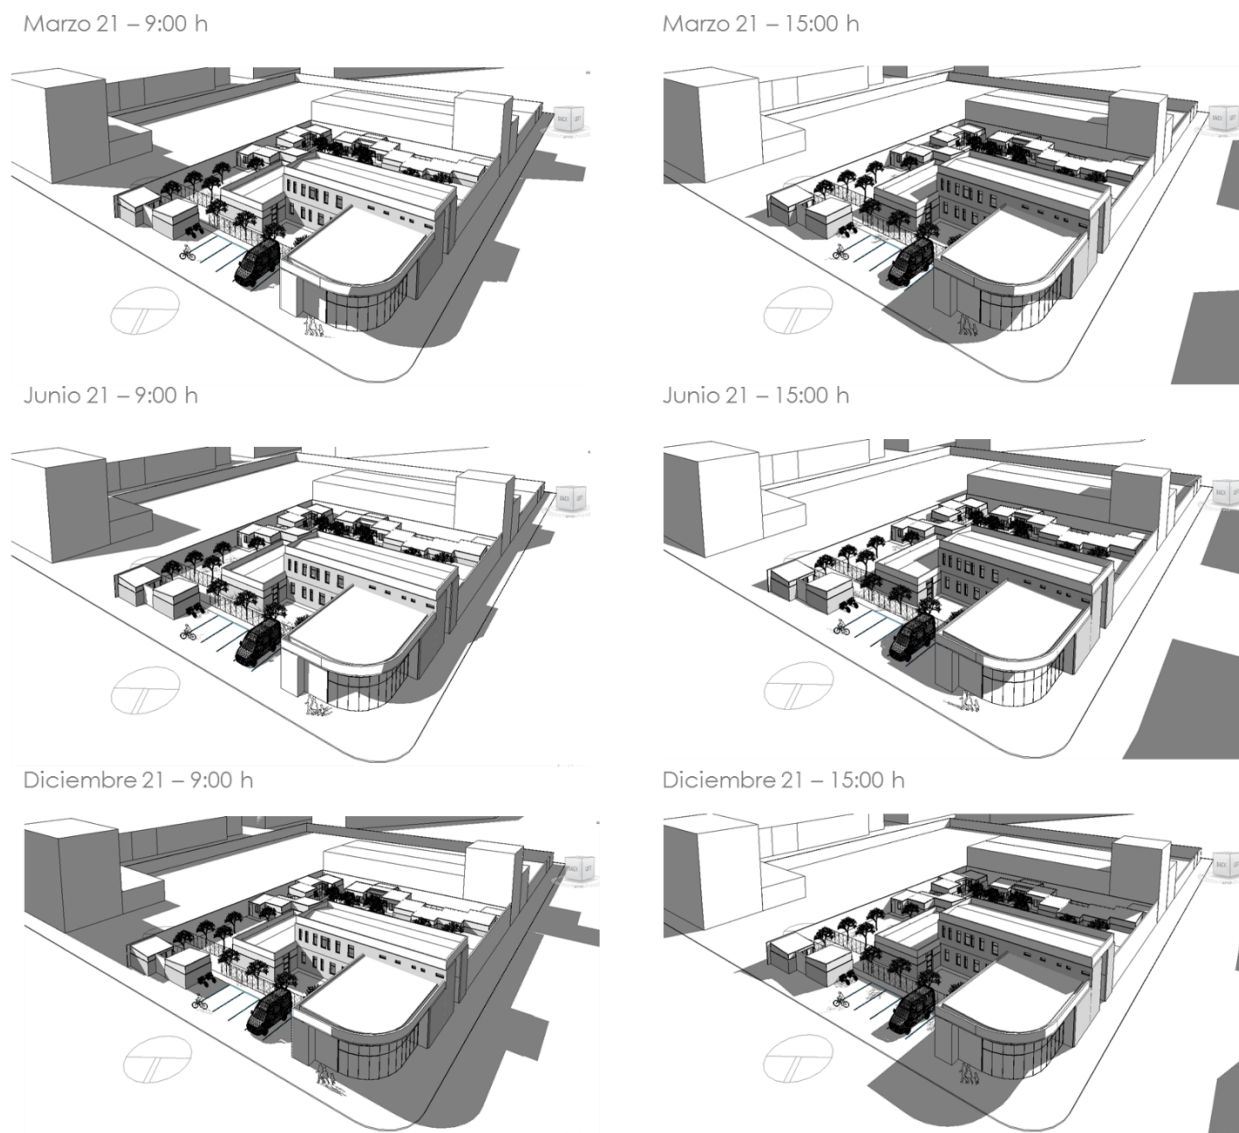 Marzo 21 – 9:00 h
Marzo 21 – 15:00 h
Junio 21 – 9:00 h
Junio 21 – 15:00 h
Diciembre 21 – 9:00 h
Diciembre 21 – 15:00 h